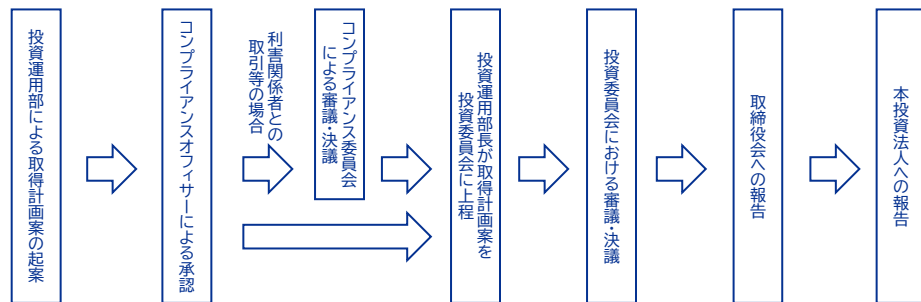 投資運用部による取得計画案の起案
コンプライアンスオフィサーによる承認
利害関係者との
取引等の場合
コンプライアンス委員会
による審議・決議
投資運用部長が取得計画案を
投資委員会に上程
投資委員会における審議・決議
取締役会への報告
本投資法人への報告